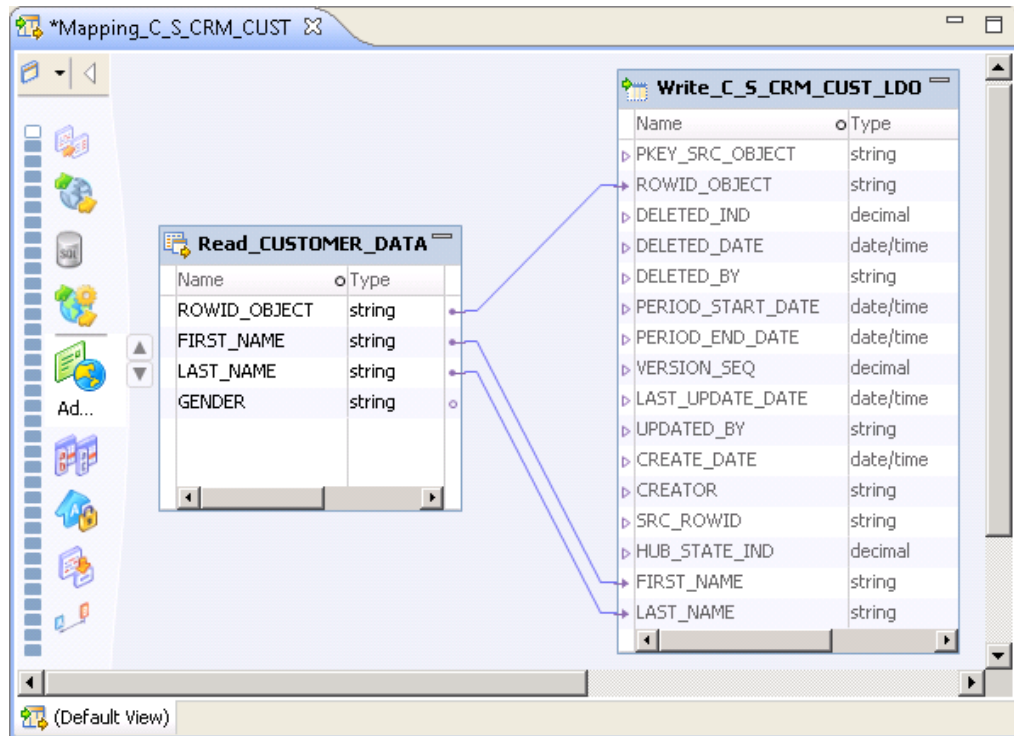 *Mapping_C_S_CRM_CUST
Write_C_S_CRM_CUST_LDO
Name Type
PKEY_SRC_OBJECT string
ROWID_OBJECT string
DELETED_IND decimal
DELETED_DATE date/time
DELETED_BY string
PERIOD_START_DATE date/time
PERIOD_END_DATE date/time
VERSION_SEQ decimal
LAST_UPDATE_DATE date/time
UPDATED_BY string
CREATE_DATE date/time
CREATOR string
SRC_ROWID string
HUB_STATE_IND decimal
FIRST_NAME string
LAST_NAME string
Read_CUSTOMER_DATA
Name Type
ROWID_OBJECT string
FIRST_NAME string
LAST_NAME string
GENDER string
SQL
Ad...
(Default View)